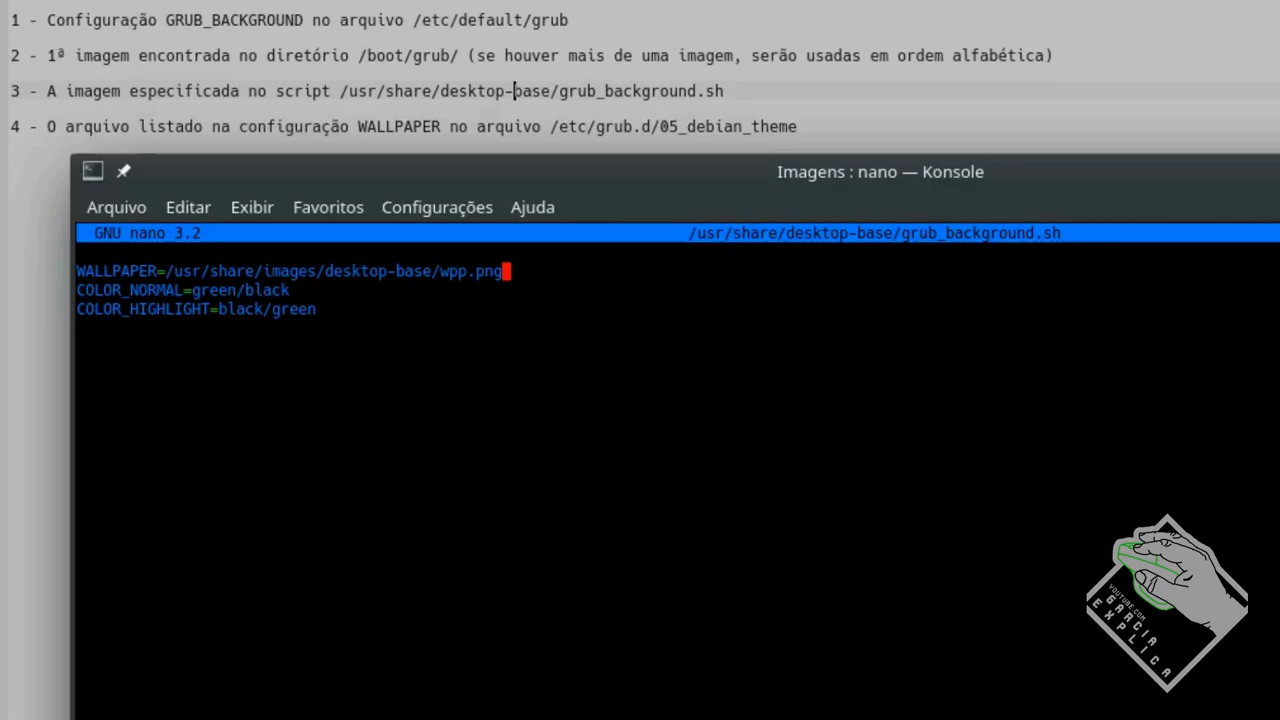 1 - Configuração GRUB_BACKGROUND no arquivo /etc/default/grub
2 - 1ª imagem encontrada no diretório /boot/grub/ (se houver mais de uma imagem, serão usadas em ordem alfabética)
3 - A imagem especificada no script /usr/share/desktop-base/grub_background.sh
4 - O arquivo listado na configuração WALLPAPER no arquivo /etc/grub.d/05_debian_theme
Imagens : nano — Konsole
Arquivo Editar Exibir Favoritos Configurações Ajuda
GNU nano 3.2 /usr/share/desktop-base/grub_background.sh
WALLPAPER=/usr/share/images/desktop-base/wpp.png
COLOR_NORMAL=green/black
COLOR_HIGHLIGHT=black/green
YOUTUBE.COM
GARCIA
EXPLICA